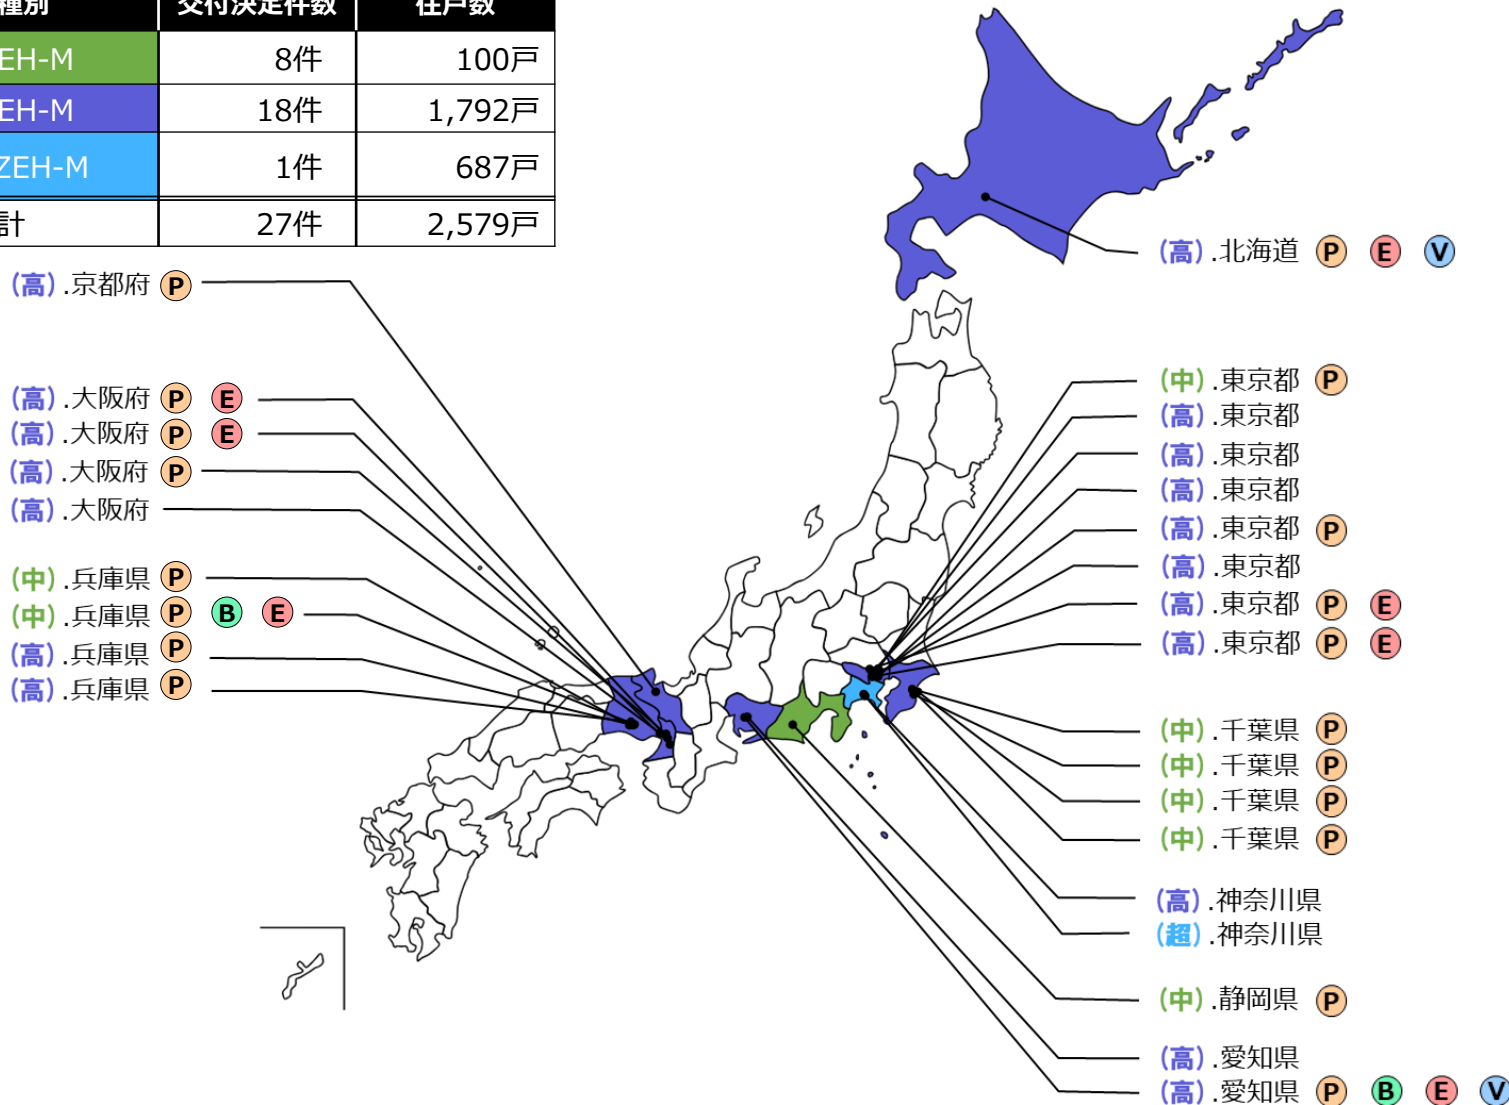 種別 交付決定件数 住戸数
EH-M 8件 100戸
EH-M 18件 1,792戸
ZEH-M 1件 687戸
計 27件 2,579戸
(高).京都府 P
(高).大阪府 P E
(高).大阪府 P E
(高).大阪府 P
(高).大阪府
(中).兵庫県 P
(中).兵庫県 P B E
(高).兵庫県 P
(高).兵庫県 P
(高).北海道 P E V
(中).東京都 P
(高).東京都
(高).東京都
(高).東京都
(高).東京都 P
(高).東京都
(高).東京都 P E
(高).東京都 P E
(中).千葉県 P
(中).千葉県 P
(中).千葉県 P
(中).千葉県 P
(高).神奈川県
(超).神奈川県
(中).静岡県 P
(高).愛知県
(高).愛知県 P B E V